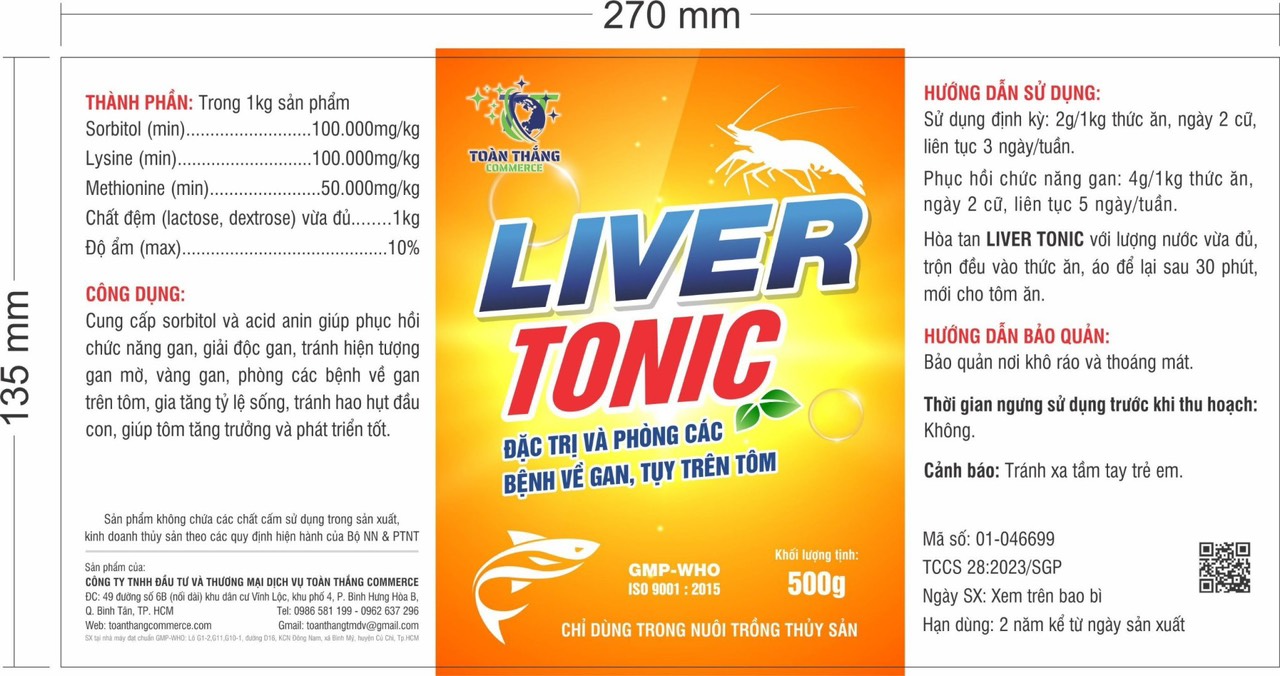 270 mm
135 mm
THÀNH PHẦN: Trong 1kg sản phẩm
Sorbitol (min)..........................100.000mg/kg
Lysine (min)............................100.000mg/kg
Methionine (min).......................50.000mg/kg
Chất đệm (lactose, dextrose) vừa đủ........1kg
Độ ẩm (max)...........................................10%
CÔNG DỤNG:
Cung cấp sorbitol và acid anin giúp phục hồi
chức năng gan, giải độc gan, tránh hiện tượng
gan mờ, vàng gan, phòng các bệnh về gan
trên tôm, gia tăng tỷ lệ sống, tránh hao hụt đầu
con, giúp tôm tăng trưởng và phát triển tốt.
Sản phẩm không chứa các chất cấm sử dụng trong sản xuất,
kinh doanh thủy sản theo các quy định hiện hành của Bộ NN & PTNT
Sản phẩm của:
CÔNG TY TNHH ĐẦU TƯ VÀ THƯƠNG MẠI DỊCH VỤ TOÀN THẮNG COMMERCE
ĐC: 49 đường số 6B (nối dài) khu dân cư Vĩnh Lộc, khu phố 4, P. Bình Hưng Hòa B,
Q. Bình Tân, TP. HCM Tel: 0986 581 199 - 0962 637 296
Web: toanthangcommerce.com Gmail: toanthangtmdv@gmail.com
SX tại nhà máy đạt chuẩn GMP-WHO: Lô G1-2,G11,G10-1, đường D16, KCN Đông Nam, xã Bình Mỹ, huyện Củ Chi, Tp.HCM
TOÀN THẮNG
COMMERCE
LIVER
TONIC
ĐẶC TRỊ VÀ PHÒNG CÁC
BỆNH VỀ GAN, TỤY TRÊN TÔM
GMP-WHO
ISO 9001 : 2015
Khối lượng tịnh:
500g
CHỈ DÙNG TRONG NUÔI TRỒNG THỦY SẢN
HƯỚNG DẪN SỬ DỤNG:
Sử dụng định kỳ: 2g/1kg thức ăn, ngày 2 cữ,
liên tục 3 ngày/tuần.
Phục hồi chức năng gan: 4g/1kg thức ăn,
ngày 2 cữ, liên tục 5 ngày/tuần.
Hòa tan LIVER TONIC với lượng nước vừa đủ,
trộn đều vào thức ăn, áo để lại sau 30 phút,
mới cho tôm ăn.
HƯỚNG DẪN BẢO QUẢN:
Bảo quản nơi khô ráo và thoáng mát.
Thời gian ngưng sử dụng trước khi thu hoạch:
Không.
Cảnh báo: Tránh xa tầm tay trẻ em.
Mã số: 01-046699
TCCS 28:2023/SGP
Ngày SX: Xem trên bao bì
Hạn dùng: 2 năm kể từ ngày sản xuất